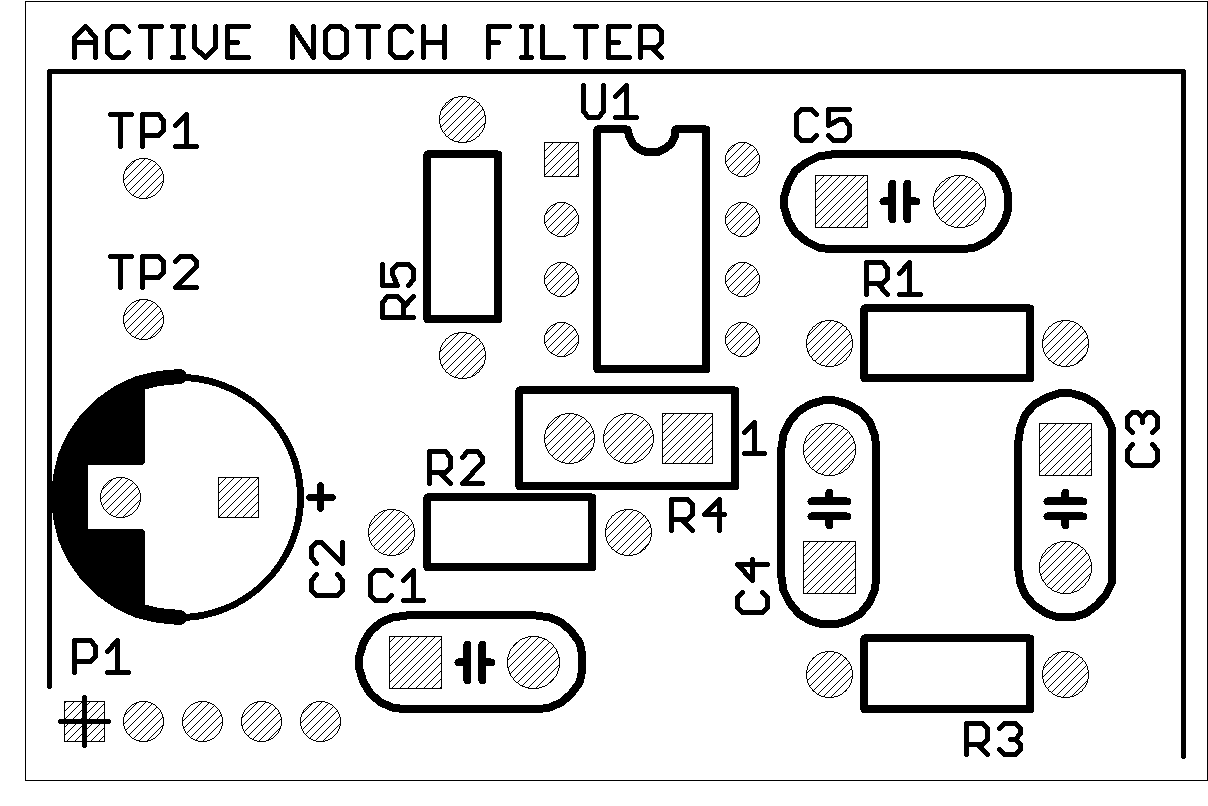 ACTIVE NOTCH FILTER
U1
TP1
C5
TP2
R5
R1
1
C3
R2
+
R4
C2
C1
C4
P1
R3